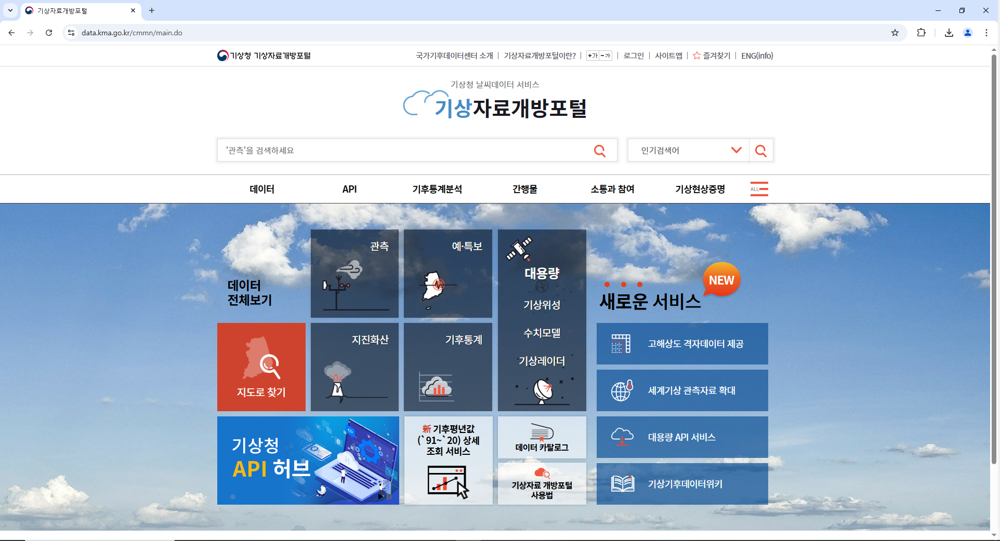 기상자료개방포털
data.kma.go.kr/cmmn/main.do
기상청 기상자료개방포털
국가기후데이터센터 소개 | 기상자료개방포털이란? | +가 -가 | 로그인 | 사이트맵 | 즐겨찾기 | ENG(info)
기상청 날씨데이터 서비스
기상자료개방포털
'관측'을 검색하세요
인기검색어
데이터 API 기후통계분석 간행물 소통과 참여 기상현상증명 ALL
데이터
전체보기
관측
예·특보
대용량
기상위성
수치모델
기상레이더
지도로 찾기
지진화산
기후통계
NEW
새로운 서비스
고해상도 격자데이터 제공
세계기상 관측자료 확대
대용량 API 서비스
기상기후데이터위키
기상청
API 허브
新 기후평년값
(`91~`20) 상세
조회 서비스
데이터 카탈로그
기상자료 개방포털
사용법